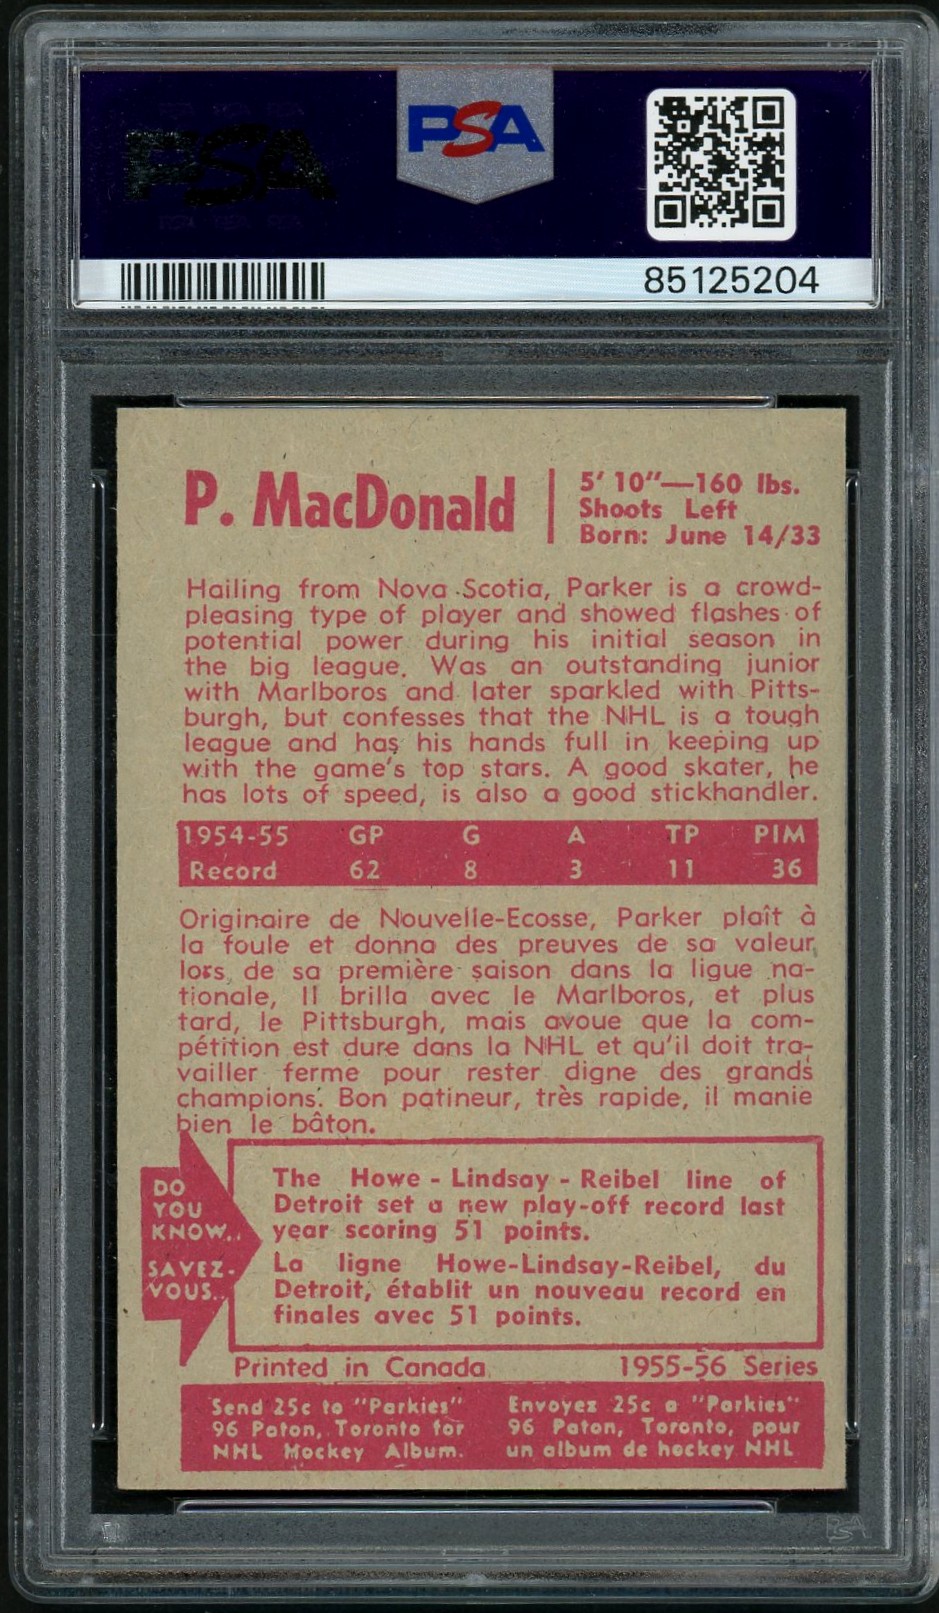 PSA
PSA
85125204
P. MacDonald
5' 10"—160 lbs.
Shoots Left
Born: June 14/33
Hailing from Nova Scotia, Parker is a crowd-
pleasing type of player and showed flashes of
potential power during his initial season in
the big league. Was an outstanding junior
with Marlboros and later sparkled with Pitts-
burgh, but confesses that the NHL is a tough
league and has his hands full in keeping up
with the game's top stars. A good skater, he
has lots of speed, is also a good stickhandler.
1954-55 GP G A TP PIM
Record 62 8 3 11 36
Originaire de Nouvelle-Ecosse, Parker plaît à
la foule et donna des preuves de sa valeur
lors de sa première saison dans la ligue na-
tionale, Il brilla avec le Marlboros, et plus
tard, le Pittsburgh, mais avoue que la com-
pétition est dure dans la NHL et qu'il doit tra-
vailler ferme pour rester digne des grands
champions. Bon patineur, très rapide, il manie
bien le bâton.
DO
YOU
KNOW..
SAVEZ-
VOUS..
The Howe - Lindsay - Reibel line of
Detroit set a new play-off record last
year scoring 51 points.
La ligne Howe-Lindsay-Reibel, du
Detroit, établit un nouveau record en
finales avec 51 points.
Printed in Canada 1955-56 Series
Send 25c to "Parkies"
96 Paton, Toronto for
NHL Hockey Album.
Envoyez 25c a "Parkies"
96 Paton, Toronto, pour
un album de hockey NHL
PSA